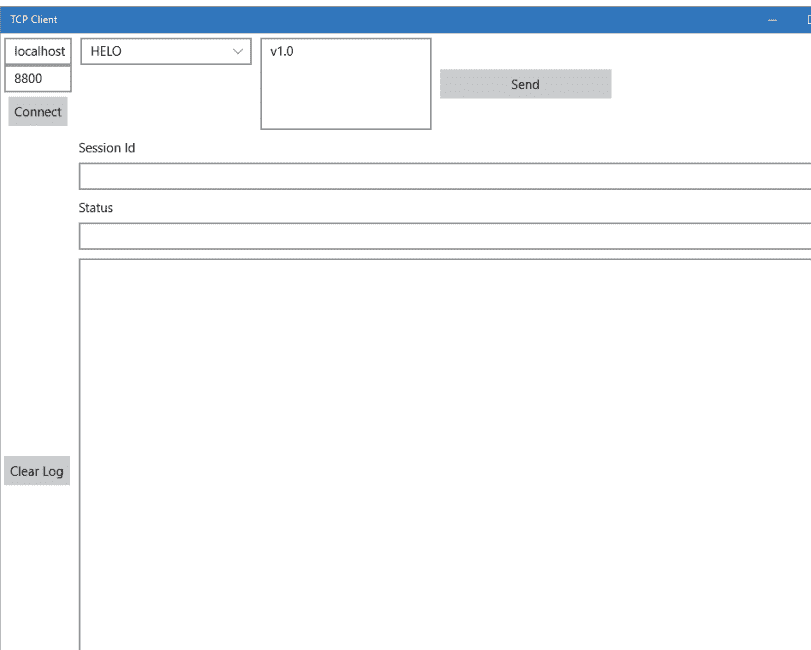 TCP Client
localhost
HELO
v1.0
8800
Send
Connect
Session Id
Status
Clear Log